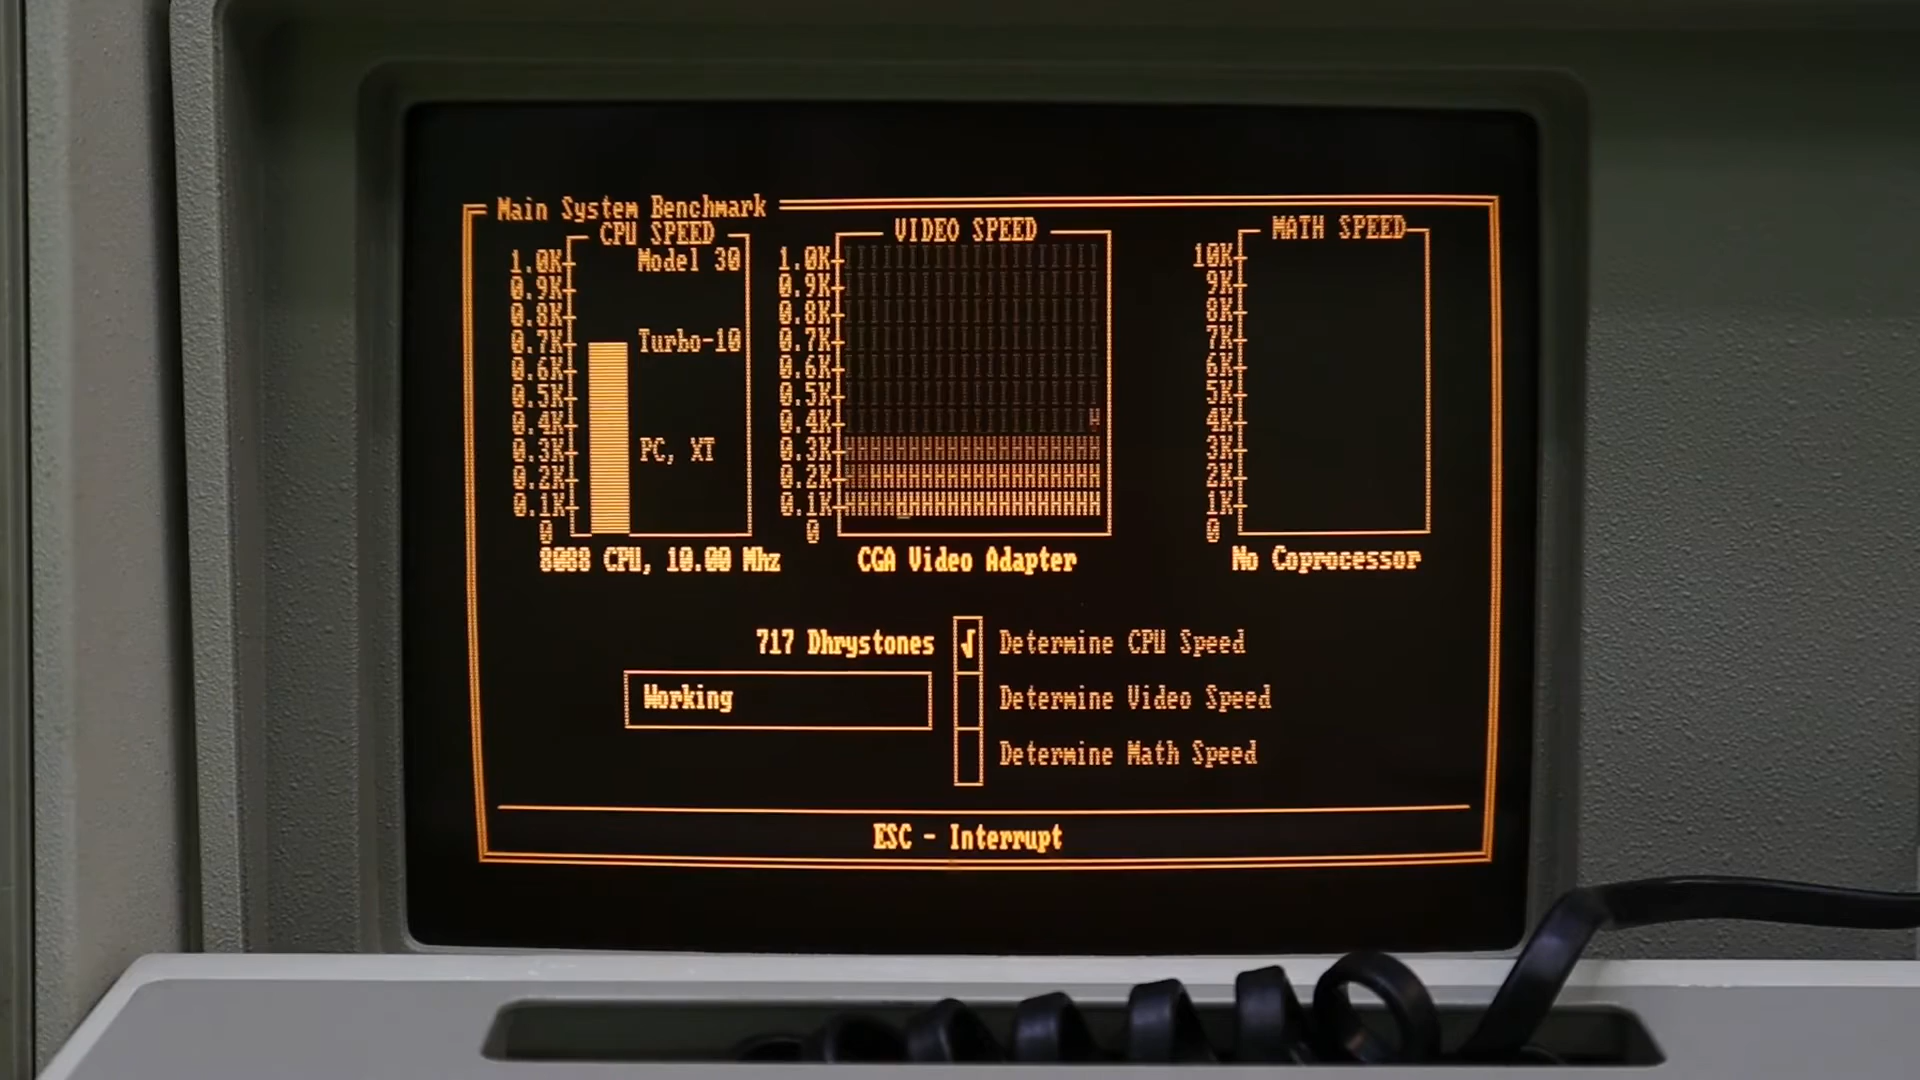 Main System Benchmark
CPU SPEED
1.0K
0.9K
0.8K
0.7K
0.6K
0.5K
0.4K
0.3K
0.2K
0.1K
0
Model 30
Turbo-10
PC, XT
8088 CPU, 10.00 Mhz
VIDEO SPEED
1.0K
0.9K
0.8K
0.7K
0.6K
0.5K
0.4K
0.3K
0.2K
0.1K
0
CGA Video Adapter
MATH SPEED
10K
9K
8K
7K
6K
5K
4K
3K
2K
1K
0
No Coprocessor
717 Dhrystones √ Determine CPU Speed
Working Determine Video Speed
Determine Math Speed
ESC - Interrupt